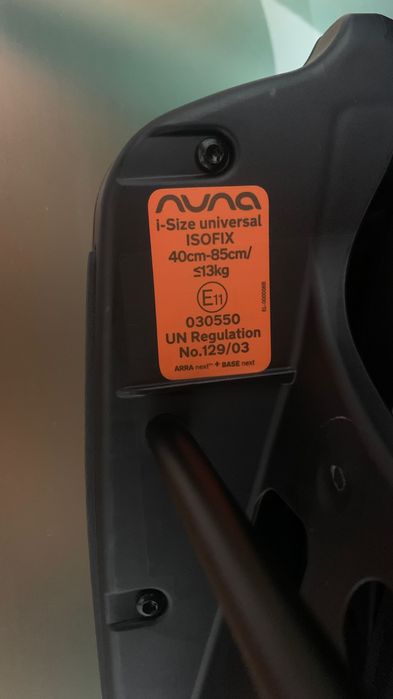 nuna
i-Size universal
ISOFIX
40cm-85cm/
≤13kg
E11
030550
UN Regulation
No.129/03
ARRA next™ + BASE next